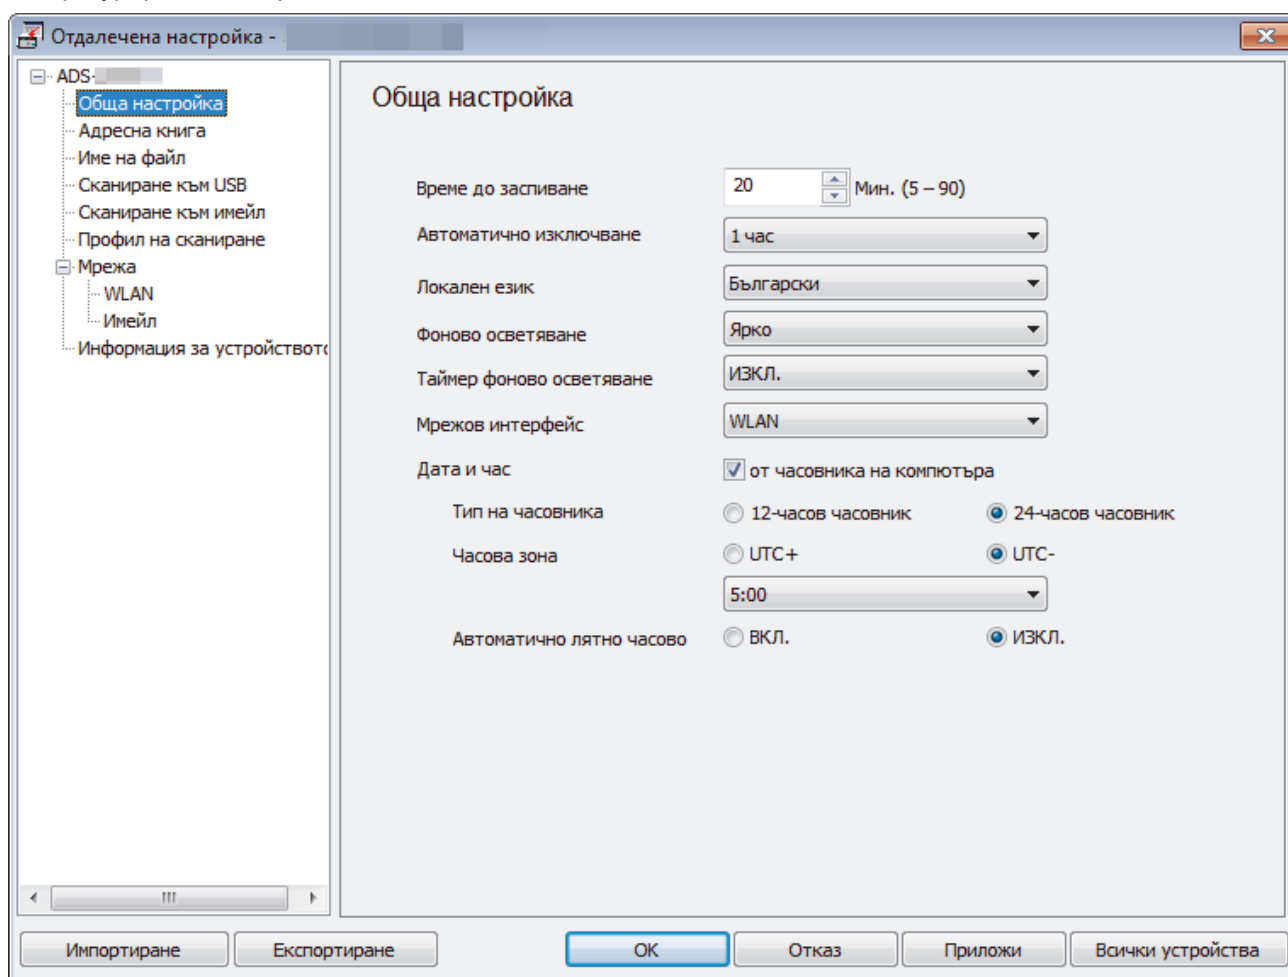 Отдалечена настройка -
ADS-
Обща настройка
Адресна книга
Име на файл
Сканиране към USB
Сканиране към имейл
Профил на сканиране
Мрежа
WLAN
Имейл
Информация за устройството
Обща настройка
Време до заспиване 20 Мин. (5 – 90)
Автоматично изключване 1 час
Локален език Български
Фоново осветяване Ярко
Таймер фоново осветяване ИЗКЛ.
Мрежов интерфейс WLAN
Дата и час от часовника на компютъра
Тип на часовника 12-часов часовник 24-часов часовник
Часова зона UTC+ UTC-
5:00
Автоматично лятно часово ВКЛ. ИЗКЛ.
Импортиране Експортиране OK Отказ Приложи Всички устройства